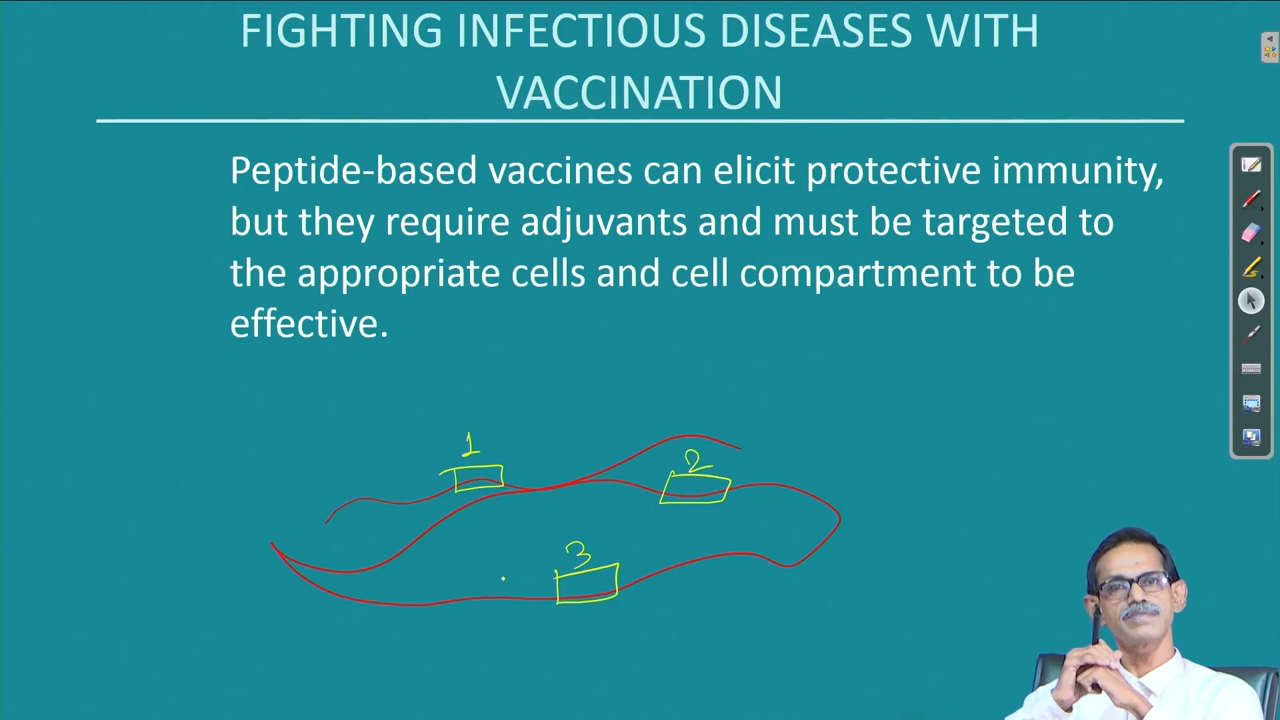 FIGHTING INFECTIOUS DISEASES WITH
VACCINATION
Peptide-based vaccines can elicit protective immunity,
but they require adjuvants and must be targeted to
the appropriate cells and cell compartment to be
effective.
1
2
3